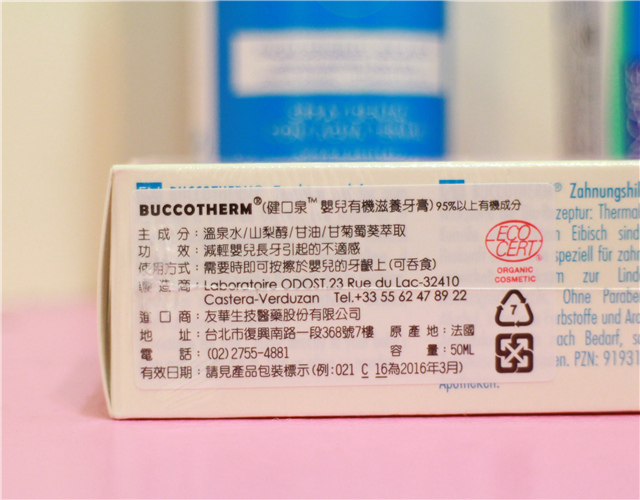 BUCCOTHERM®(健口泉™嬰兒有機滋養牙膏)95%以上有機成分
主成分:溫泉水/山梨醇/甘油/甘菊蜀葵萃取
功效:減輕嬰兒長牙引起的不適感
使用方式:需要時即可按擦於嬰兒的牙齦上(可吞食)
製造商:Laboratoire ODOST.23 Rue du Lac-32410
Castera-Verduzan Tel.+33 55 62 47 89 22
進口商:友華生技醫藥股份有限公司
地址:台北市復興南路一段368號7樓 原產地:法國
電話:(02)2755-4881 容量:50ML
有效日期:請見產品包裝標示(例:021 C 16為2016年3月)
ECO
CERT
ORGANIC
COSMETIC
7
® Zahnungshil
zeptur: Thermal
Eibisch sind
speziell für zahn
m zur Lind
Ohne Parabe
rbstoffe und Aro
ach Bedarf, su
en. PZN: 91931
Apotheken.